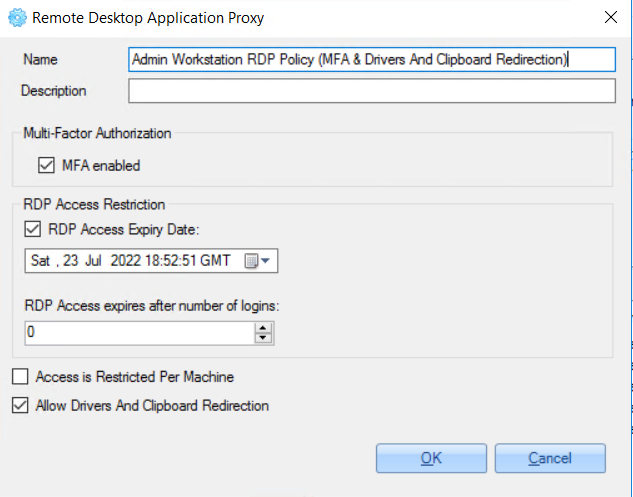 Remote Desktop Application Proxy
Name
Admin Workstation RDP Policy (MFA & Drivers And Clipboard Redirection)
Description
Multi-Factor Authorization
MFA enabled
RDP Access Restriction
RDP Access Expiry Date:
Sat , 23 Jul 2022 18:52:51 GMT
RDP Access expires after number of logins:
0
Access is Restricted Per Machine
Allow Drivers And Clipboard Redirection
OK
Cancel